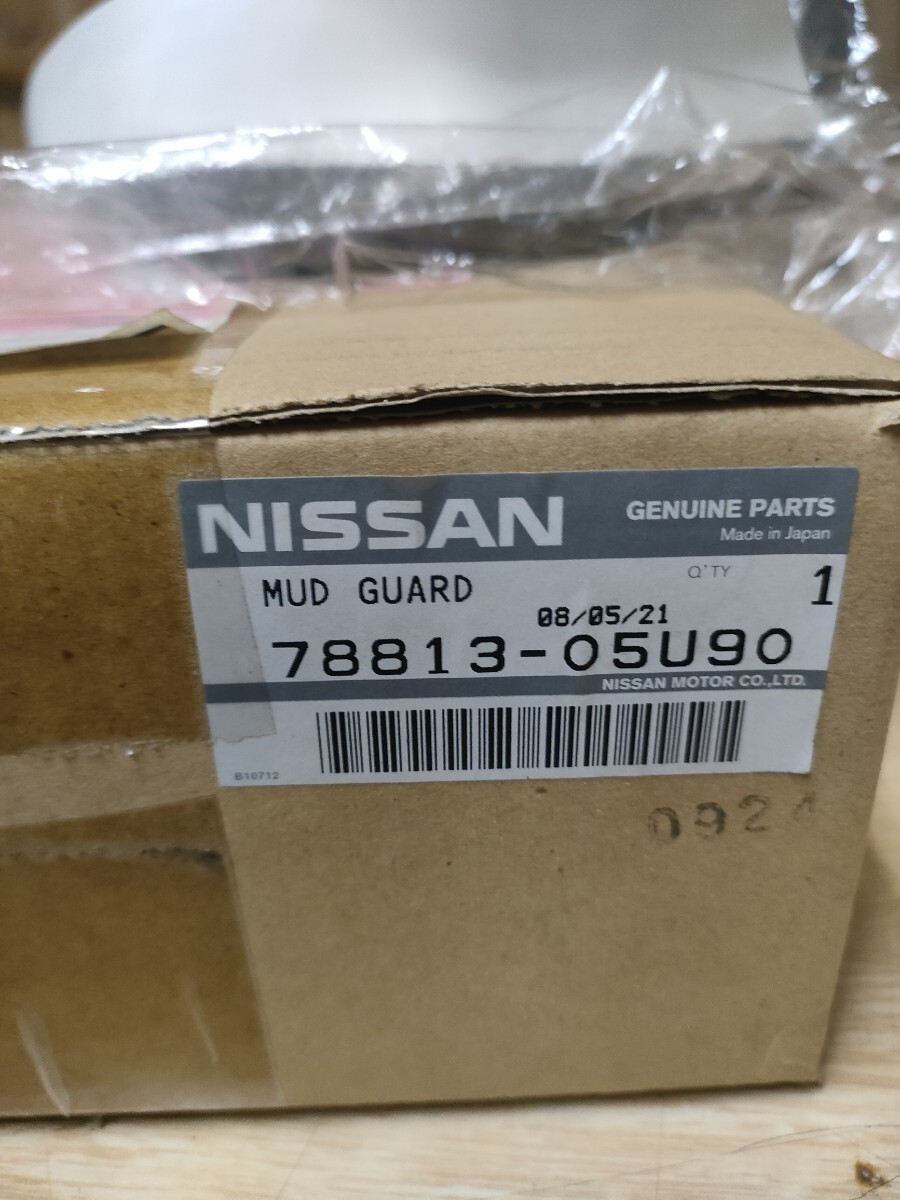 NISSAN
GENUINE PARTS
Made in Japan
MUD GUARD
Q'TY 1
08/05/21
78813-05U90
NISSAN MOTOR CO.,LTD.
B10712
0924